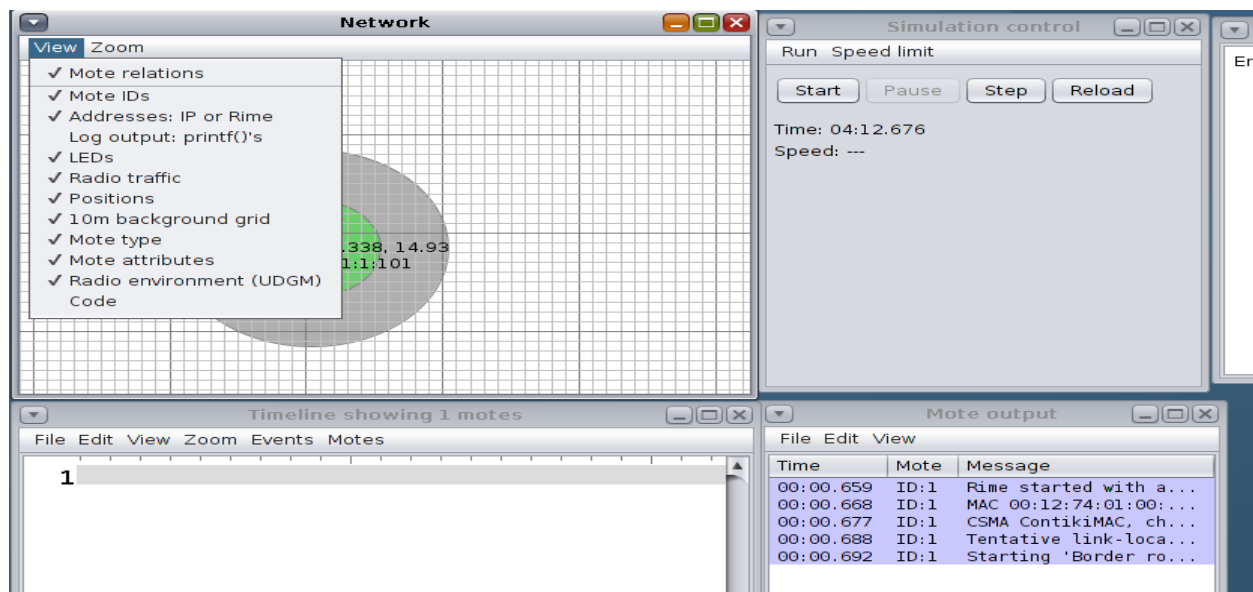 Network
View Zoom
✓ Mote relations
✓ Mote IDs
✓ Addresses: IP or Rime
Log output: printf()'s
✓ LEDs
✓ Radio traffic
✓ Positions
✓ 10m background grid
✓ Mote type
✓ Mote attributes
✓ Radio environment (UDGM)
Code
.338, 14.93
1:1:101
Simulation control
Run Speed limit
Start Pause Step Reload
Time: 04:12.676
Speed: ---
Timeline showing 1 motes
File Edit View Zoom Events Motes
1
Mote output
File Edit View
Time Mote Message
00:00.659 ID:1 Rime started with a...
00:00.668 ID:1 MAC 00:12:74:01:00:...
00:00.677 ID:1 CSMA ContikiMAC, ch...
00:00.688 ID:1 Tentative link-loca...
00:00.692 ID:1 Starting 'Border ro...